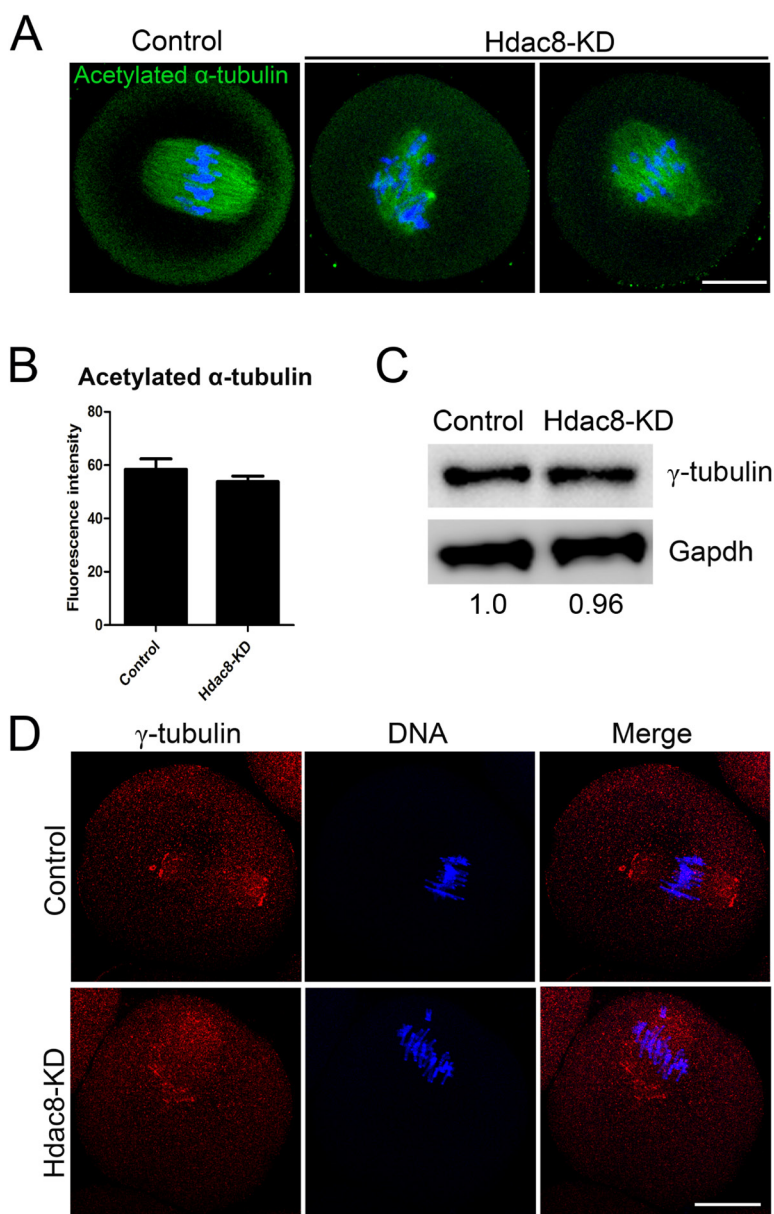 A
Control
Hdac8-KD
Acetylated α-tubulin
B
Acetylated α-tubulin
Fluorescence intensity
80
60
40
20
0
Control
Hdac8-KD
C
Control Hdac8-KD
γ-tubulin
Gapdh
1.0 0.96
D
γ-tubulin DNA Merge
Control
Hdac8-KD